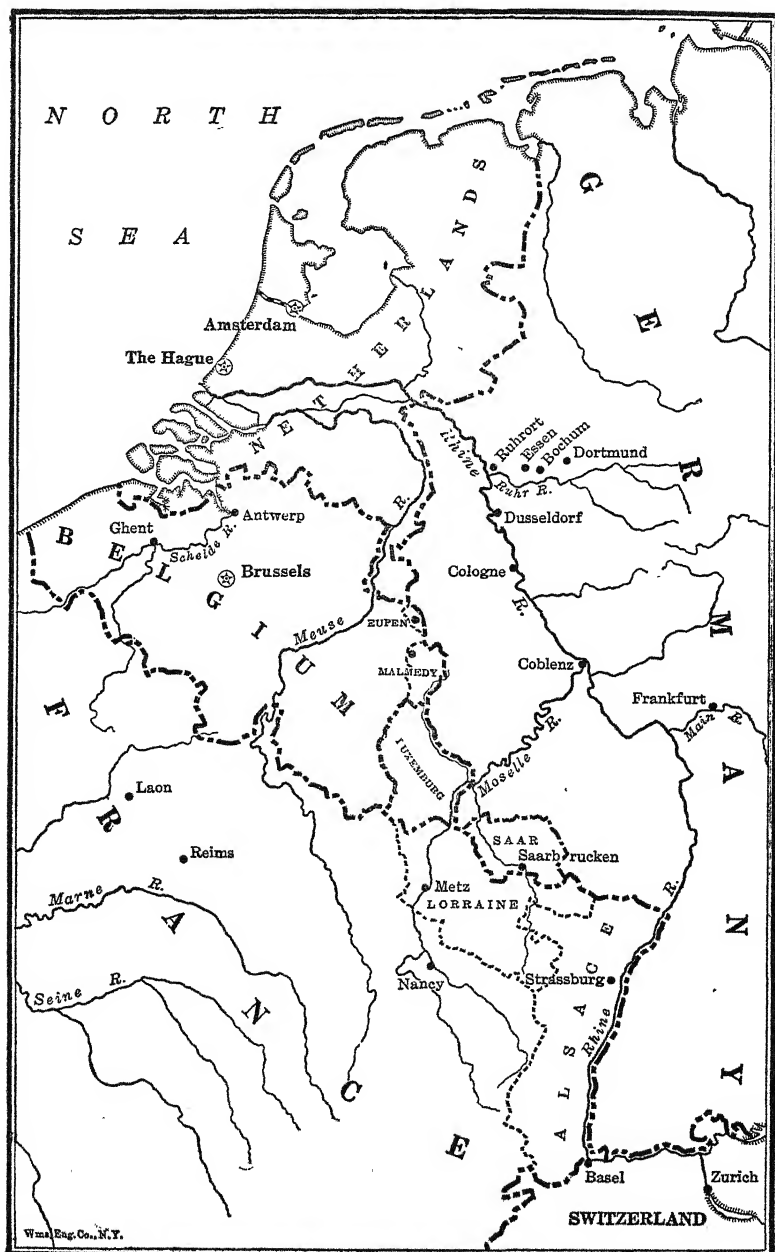 NORTH
SEA
GERMANY
NETHERLANDS
Amsterdam
The Hague
Rhine
R.
Ruhrort
Essen
Bochum
Dortmund
Ruhr R.
Dusseldorf
BELGIUM
Ghent
Antwerp
Schelde R.
R.
Brussels
Cologne
Meuse
EUPEN
MALMEDY
Coblenz
Frankfurt
Main R.
FRANCE
LUXEMBURG
Moselle R.
Laon
SAAR
Saarbrucken
Reims
Metz
LORRAINE
Marne R.
R.
Nancy
Strassburg
Seine R.
ALSACE
Rhine
Basel
Zurich
SWITZERLAND
Wms. Eng. Co., N.Y.